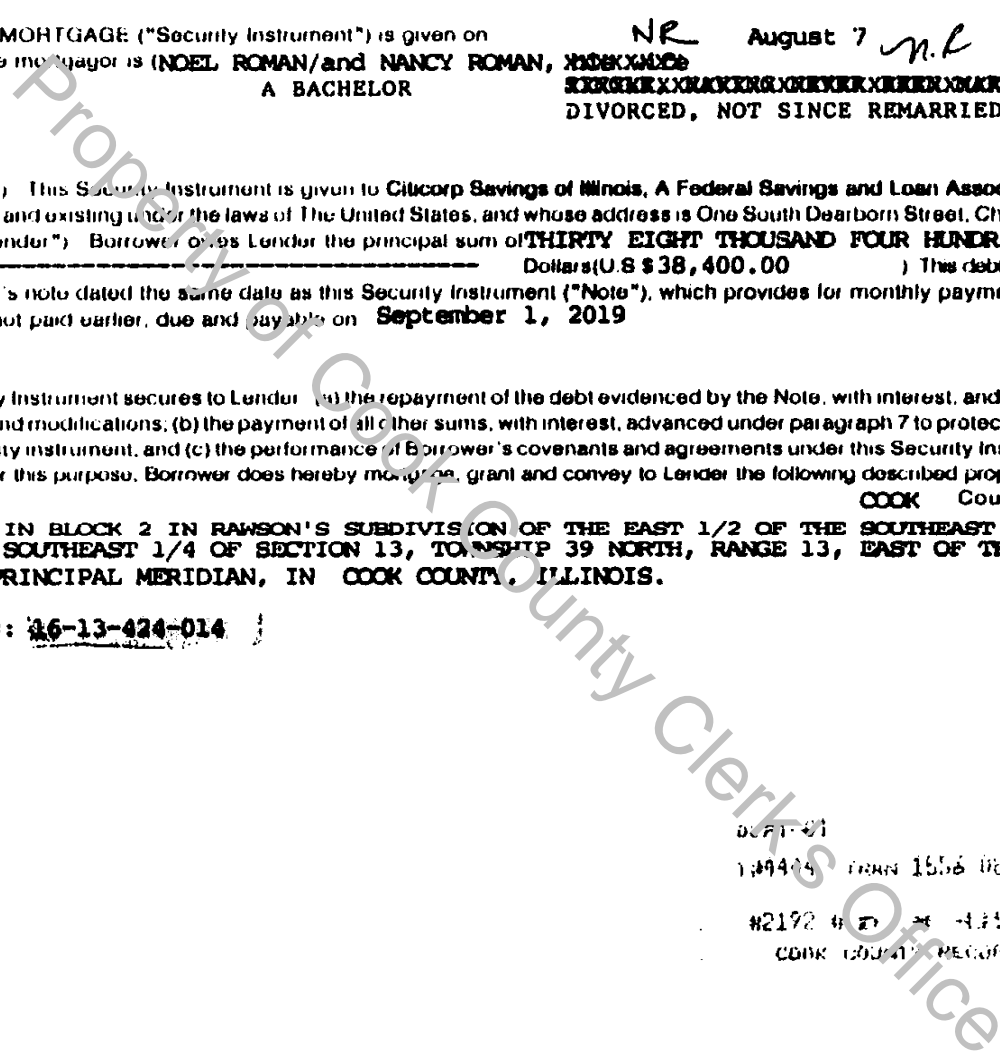 MORTGAGE ("Security Instrument") is given on NR August 7 n.R
mortgagor is (NOEL ROMAN/and NANCY ROMAN,
A BACHELOR
DIVORCED, NOT SINCE REMARRIED
) This Security Instrument is given to Citicorp Savings of Illinois, A Federal Savings and Loan Assoc
and existing under the laws of The United States, and whose address is One South Dearborn Street, Ch
nder") Borrower owes Lender the principal sum of THIRTY EIGHT THOUSAND FOUR HUNDR
---------------------------------- Dollars(U.S $38,400.00 ) This deb
's note dated the same date as this Security Instrument ("Note"), which provides for monthly payme
not paid earlier, due and payable on September 1, 2019
y Instrument secures to Lender (a) the repayment of the debt evidenced by the Note, with interest, and
nd modifications; (b) the payment of all other sums, with interest, advanced under paragraph 7 to protec
ty instrument, and (c) the performance of Borrower's covenants and agreements under this Security Ins
r this purpose, Borrower does hereby mortgage, grant and convey to Lender the following described prop
COOK Cou
IN BLOCK 2 IN RAWSON'S SUBDIVISION OF THE EAST 1/2 OF THE SOUTHEAST
SOUTHEAST 1/4 OF SECTION 13, TOWNSHIP 39 NORTH, RANGE 13, EAST OF TH
PRINCIPAL MERIDIAN, IN COOK COUNTY, ILLINOIS.
: 16-13-424-014
TRAN 1556
#2192
COOK COUNTY RECOR
Property of Cook County Clerk's Office